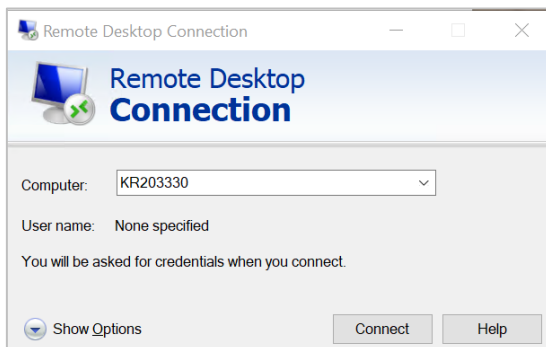 Remote Desktop Connection
Remote Desktop
Connection
Computer: KR203330
User name: None specified
You will be asked for credentials when you connect.
Show Options Connect Help